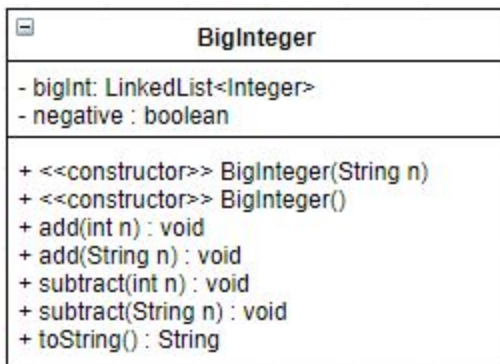 BigInteger
- bigInt: LinkedList<Integer>
- negative : boolean
+ <<constructor>> BigInteger(String n)
+ <<constructor>> BigInteger()
+ add(int n) : void
+ add(String n) : void
+ subtract(int n) : void
+ subtract(String n) : void
+ toString() : String